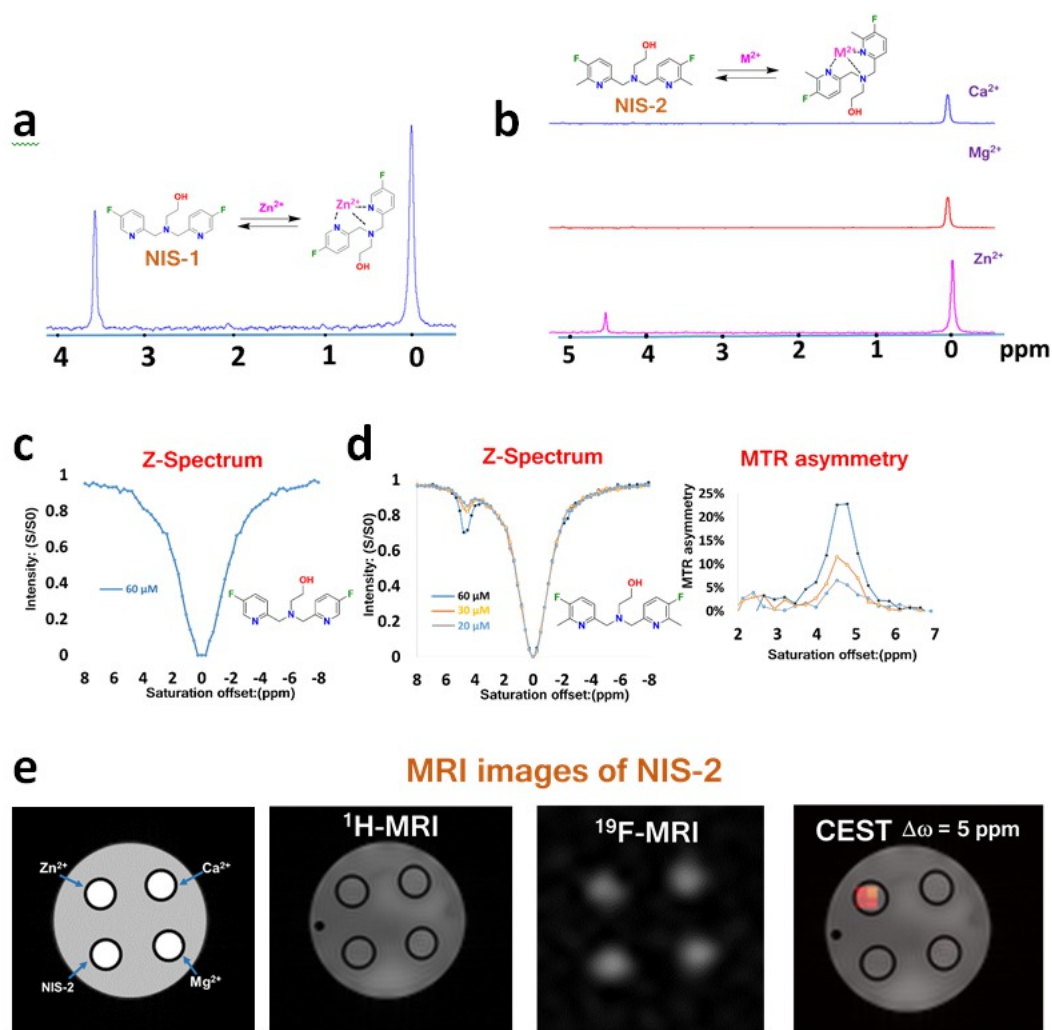 a
F
OH
F
N
N
N
Zn²⁺
NIS-1
F
Zn²⁺
N
N
N
F
OH
4 3 2 1 0
b
F
OH
F
N
N
N
M²⁺
NIS-2
F
M²⁺
N
N
N
F
OH
Ca²⁺
Mg²⁺
Zn²⁺
5 4 3 2 1 0 ppm
c
Z-Spectrum
Intensity: (S/S0)
1
0.8
0.6
0.4
0.2
0
60 μM
F
OH
F
N
N
N
8 6 4 2 0 -2 -4 -6 -8
Saturation offset:(ppm)
d
Z-Spectrum
Intensity: (S/S0)
1
0.8
0.6
0.4
0.2
0
60 μM
30 μM
20 μM
F
OH
F
N
N
N
8 6 4 2 0 -2 -4 -6 -8
Saturation offset:(ppm)
MTR asymmetry
MTR asymmetry
25%
20%
15%
10%
5%
0%
2 3 4 5 6 7
Saturation offset:(ppm)
e
MRI images of NIS-2
Zn²⁺
Ca²⁺
NIS-2
Mg²⁺
¹H-MRI
¹⁹F-MRI
CEST Δω = 5 ppm